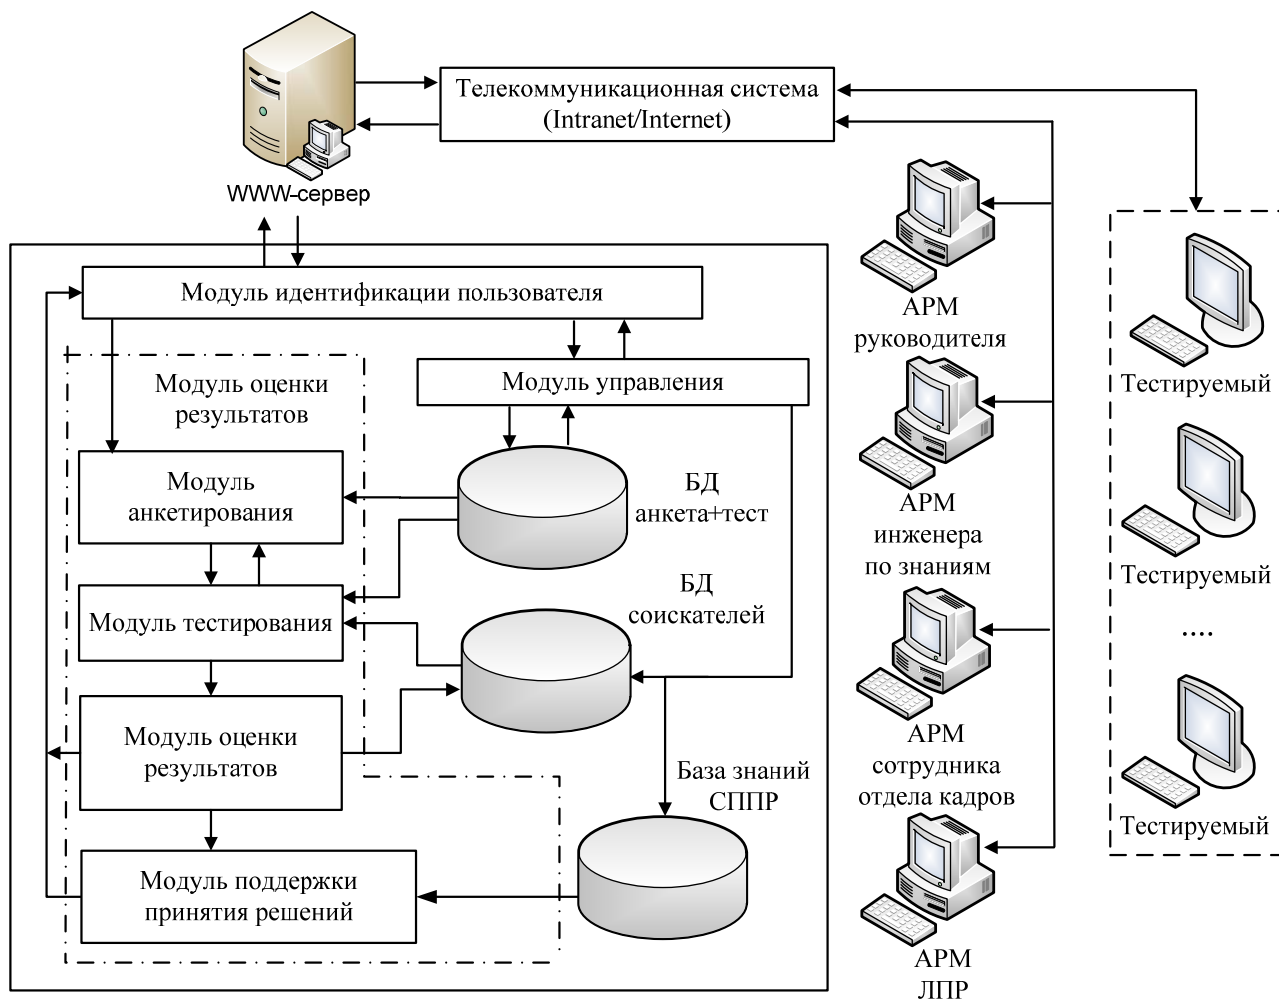 Телекоммуникационная система
(Intranet/Internet)
WWW-сервер
Модуль идентификации пользователя
Модуль оценки
результатов
Модуль управления
Модуль
анкетирования
БД
анкета+тест
Модуль тестирования
БД
соискателей
Модуль оценки
результатов
База знаний
СППР
Модуль поддержки
принятия решений
АРМ
руководителя
АРМ
инженера
по знаниям
АРМ
сотрудника
отдела кадров
АРМ
ЛПР
Тестируемый
Тестируемый
....
Тестируемый